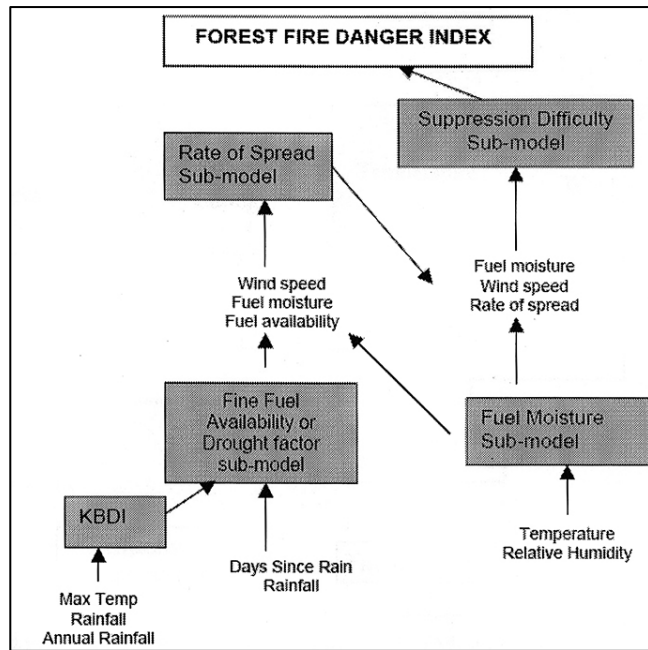 FOREST FIRE DANGER INDEX
Suppression Difficulty
Sub-model
Rate of Spread
Sub-model
Fuel moisture
Wind speed
Rate of spread
Wind speed
Fuel moisture
Fuel availability
Fine Fuel
Availability or
Drought factor
sub-model
Fuel Moisture
Sub-model
KBDI
Days Since Rain
Rainfall
Temperature
Relative Humidity
Max Temp
Rainfall
Annual Rainfall